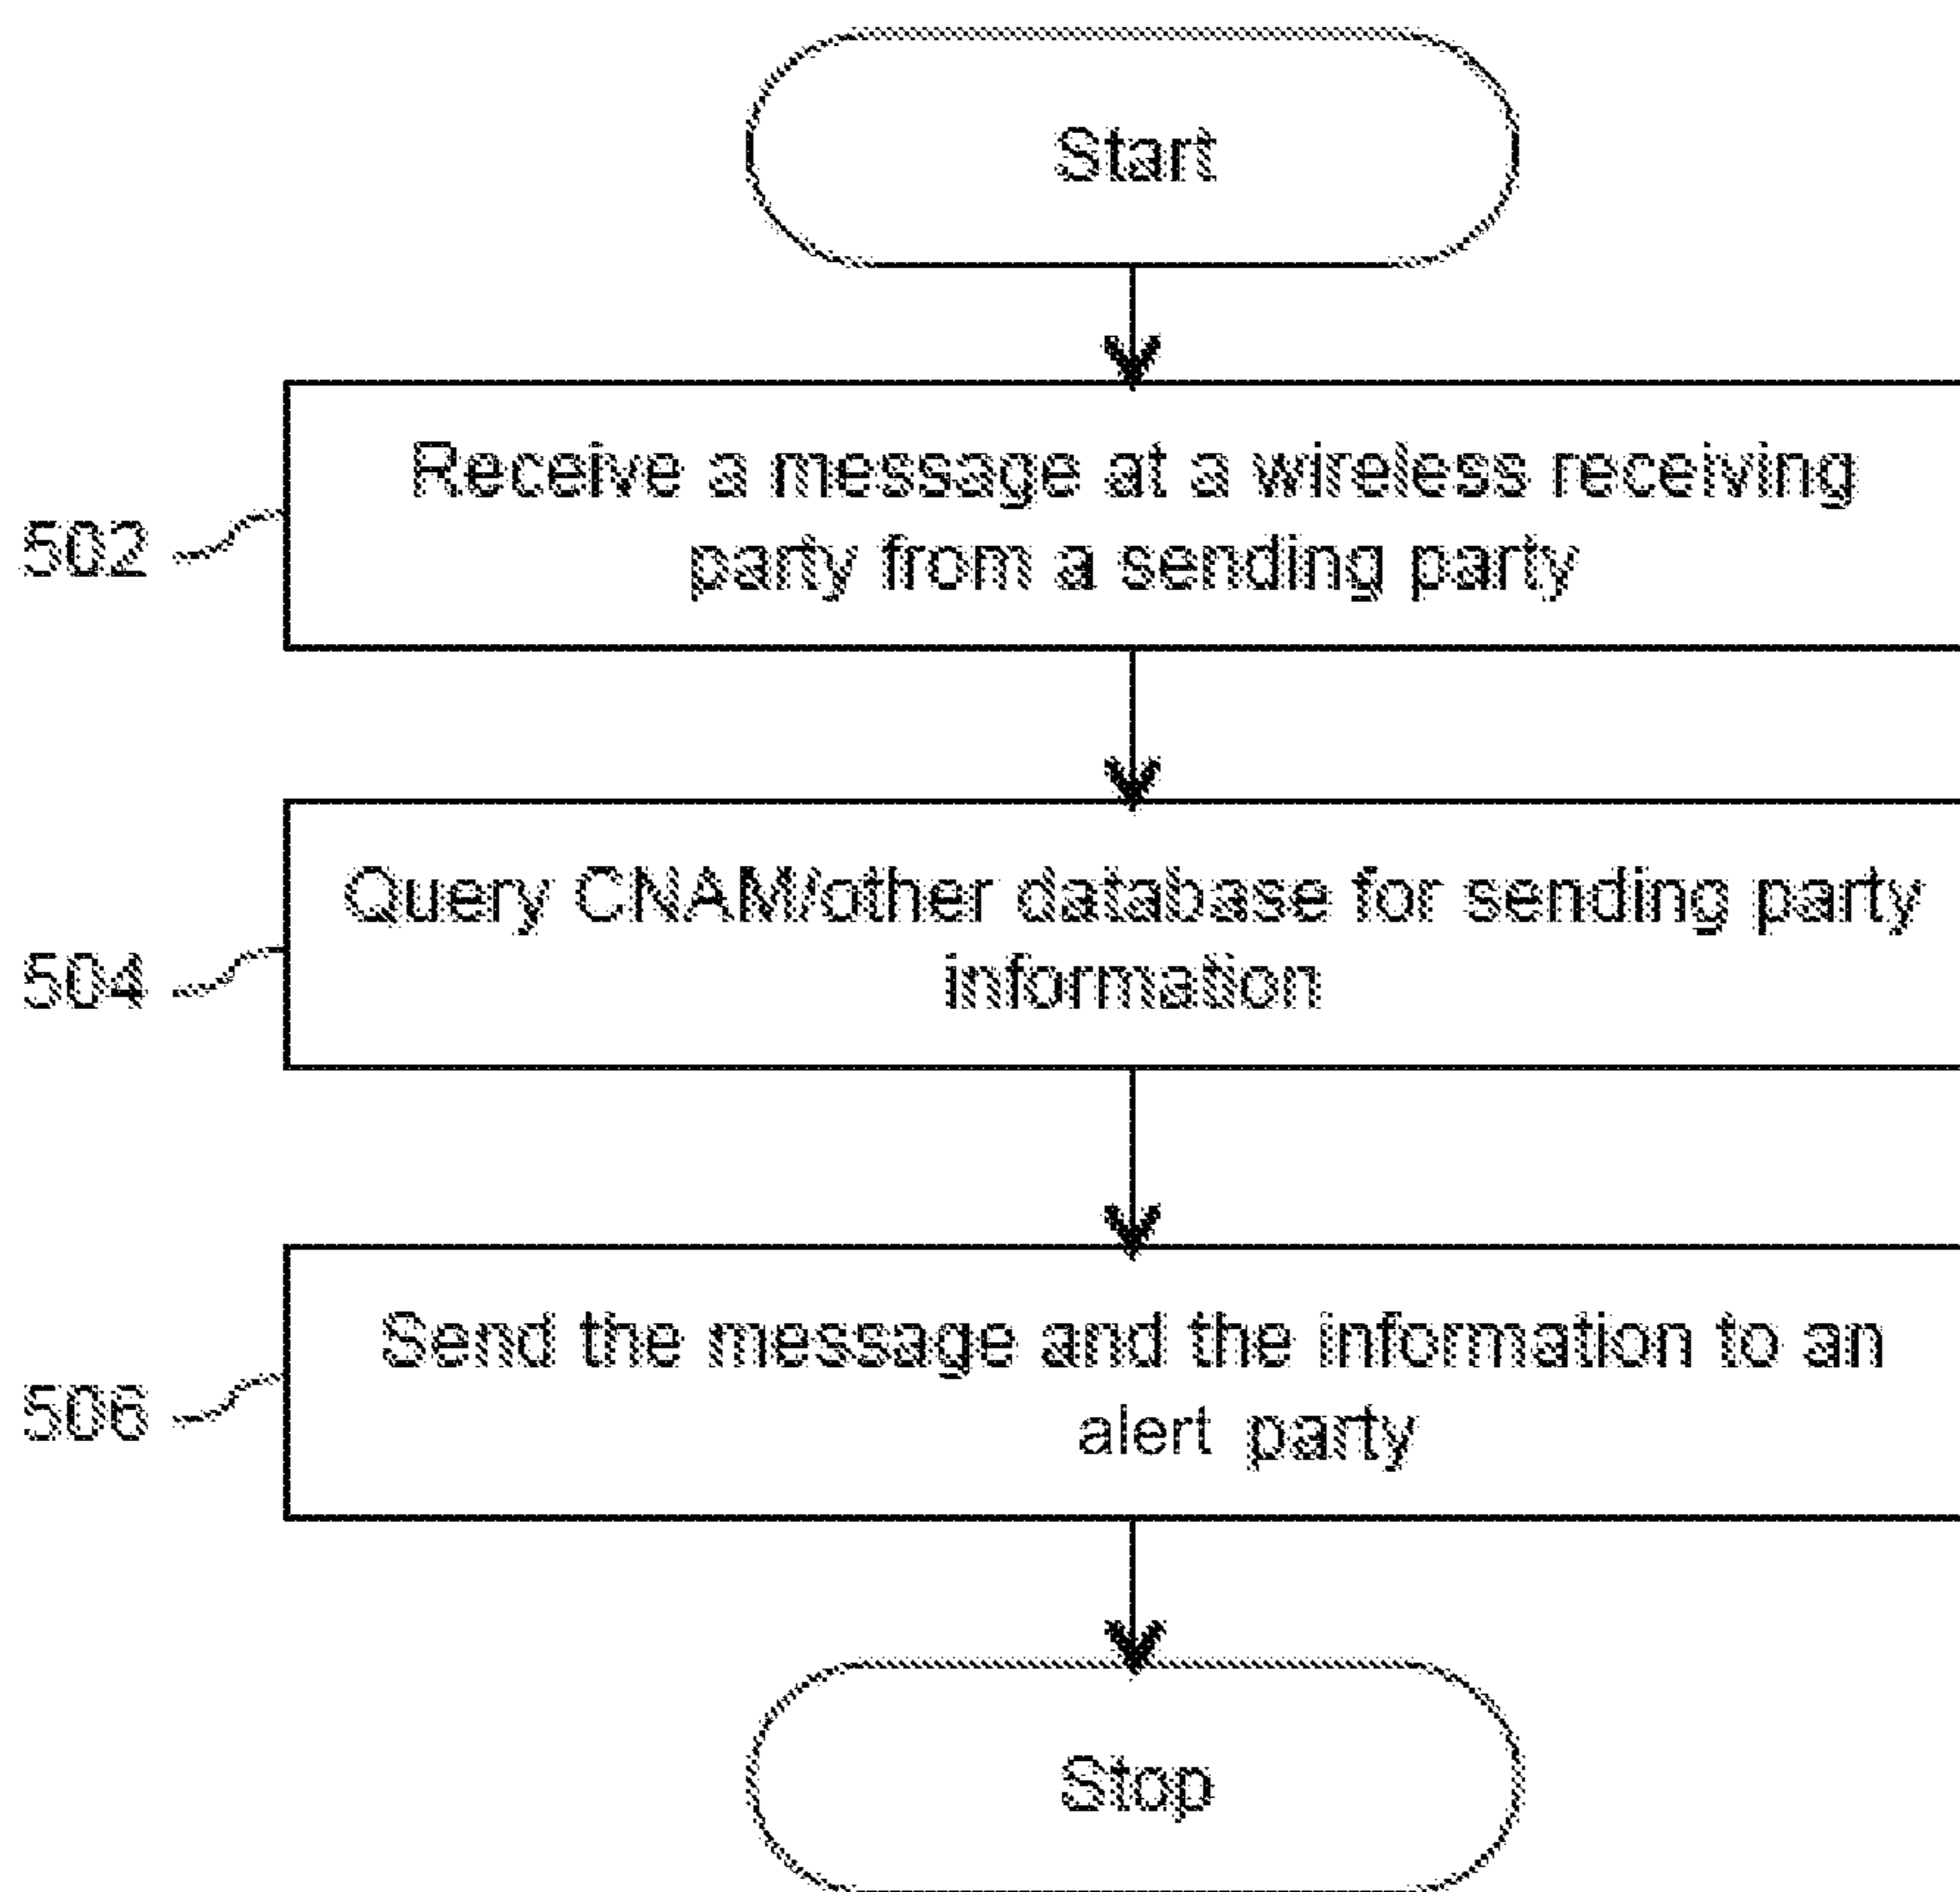 Start
502
Receive a message at a wireless receiving
party from a sending party
504
Query CNAM/other database for sending party
information
506
Send the message and the information to an
alert party
Stop